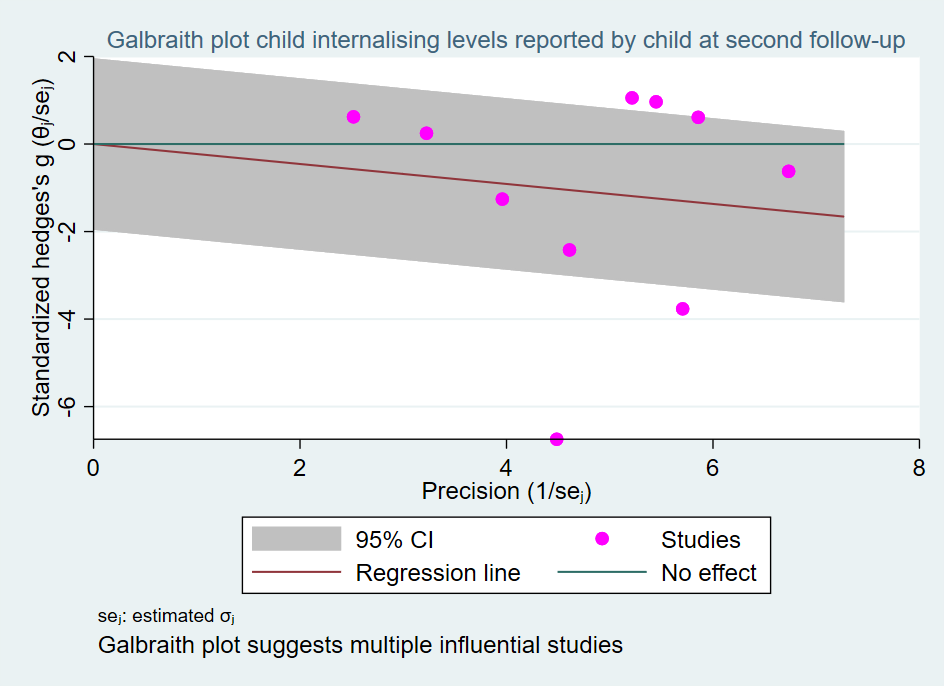 Galbraith plot child internalising levels reported by child at second follow-up
Standardized hedges's g (θⱼ/seⱼ)
2
0
-2
-4
-6
0 2 4 6 8
Precision (1/seⱼ)
95% CI Studies
Regression line No effect
seⱼ: estimated σⱼ
Galbraith plot suggests multiple influential studies